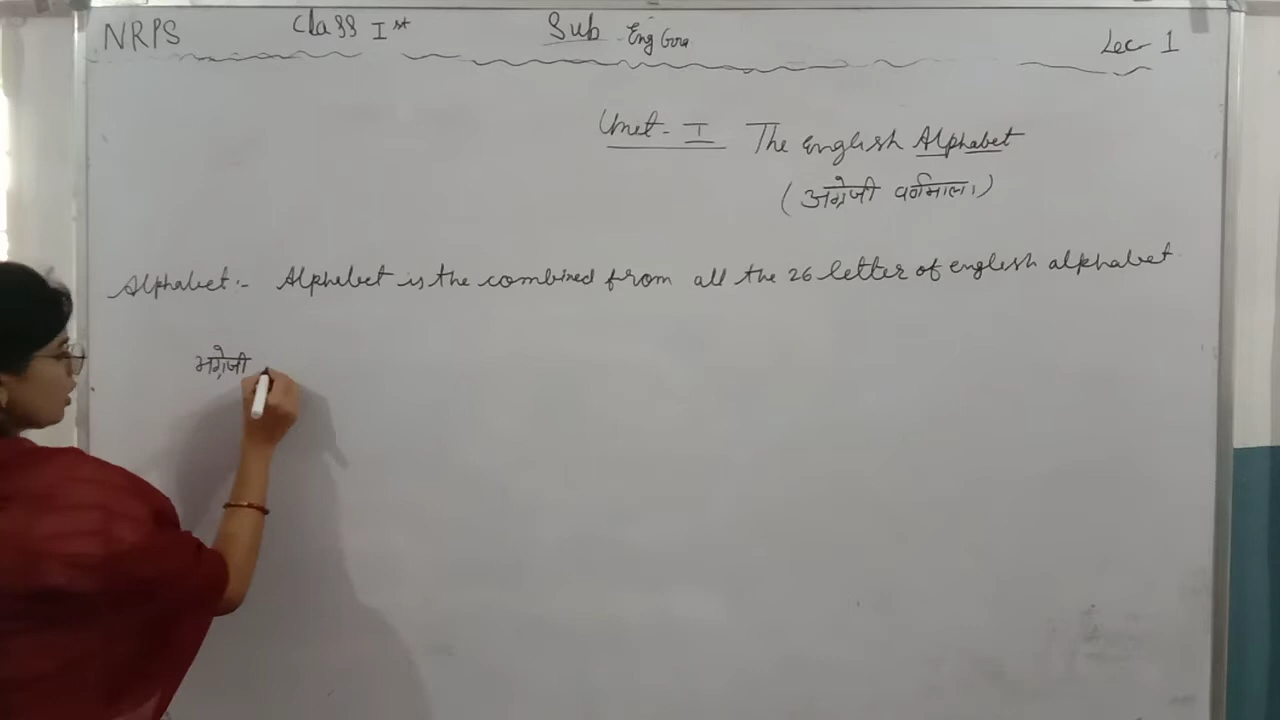 NRPS Class Ist Sub Eng Gra Lec 1
Unit - I The English Alphabet
(अंग्रेजी वर्णमाला)
Alphabet :- Alphabet is the combined from all the 26 letter of english alphabet
अंग्रेजी